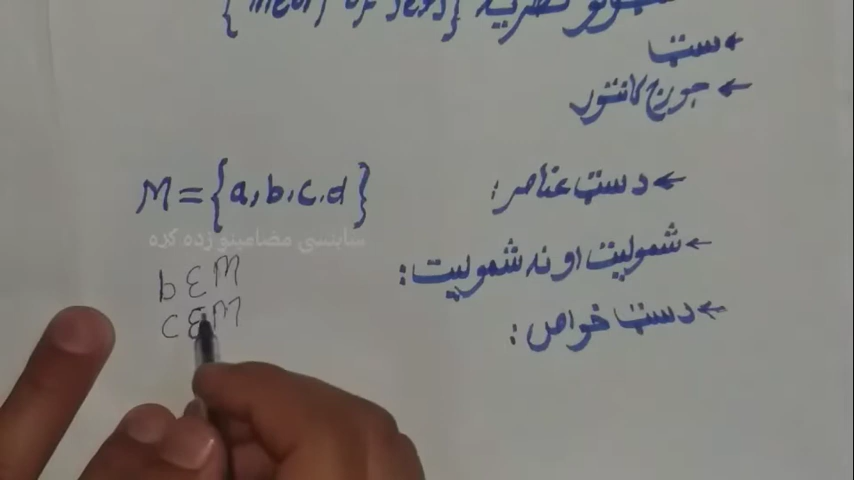 ← سټ
← جورج کانتور
← د سټ عناصر:
M = {a, b, c, d}
← شمولیت او نه شمولیت:
ساینسي مضامینو زده کړه
b ∈ M
c ∈ M
← د سټ خواص: